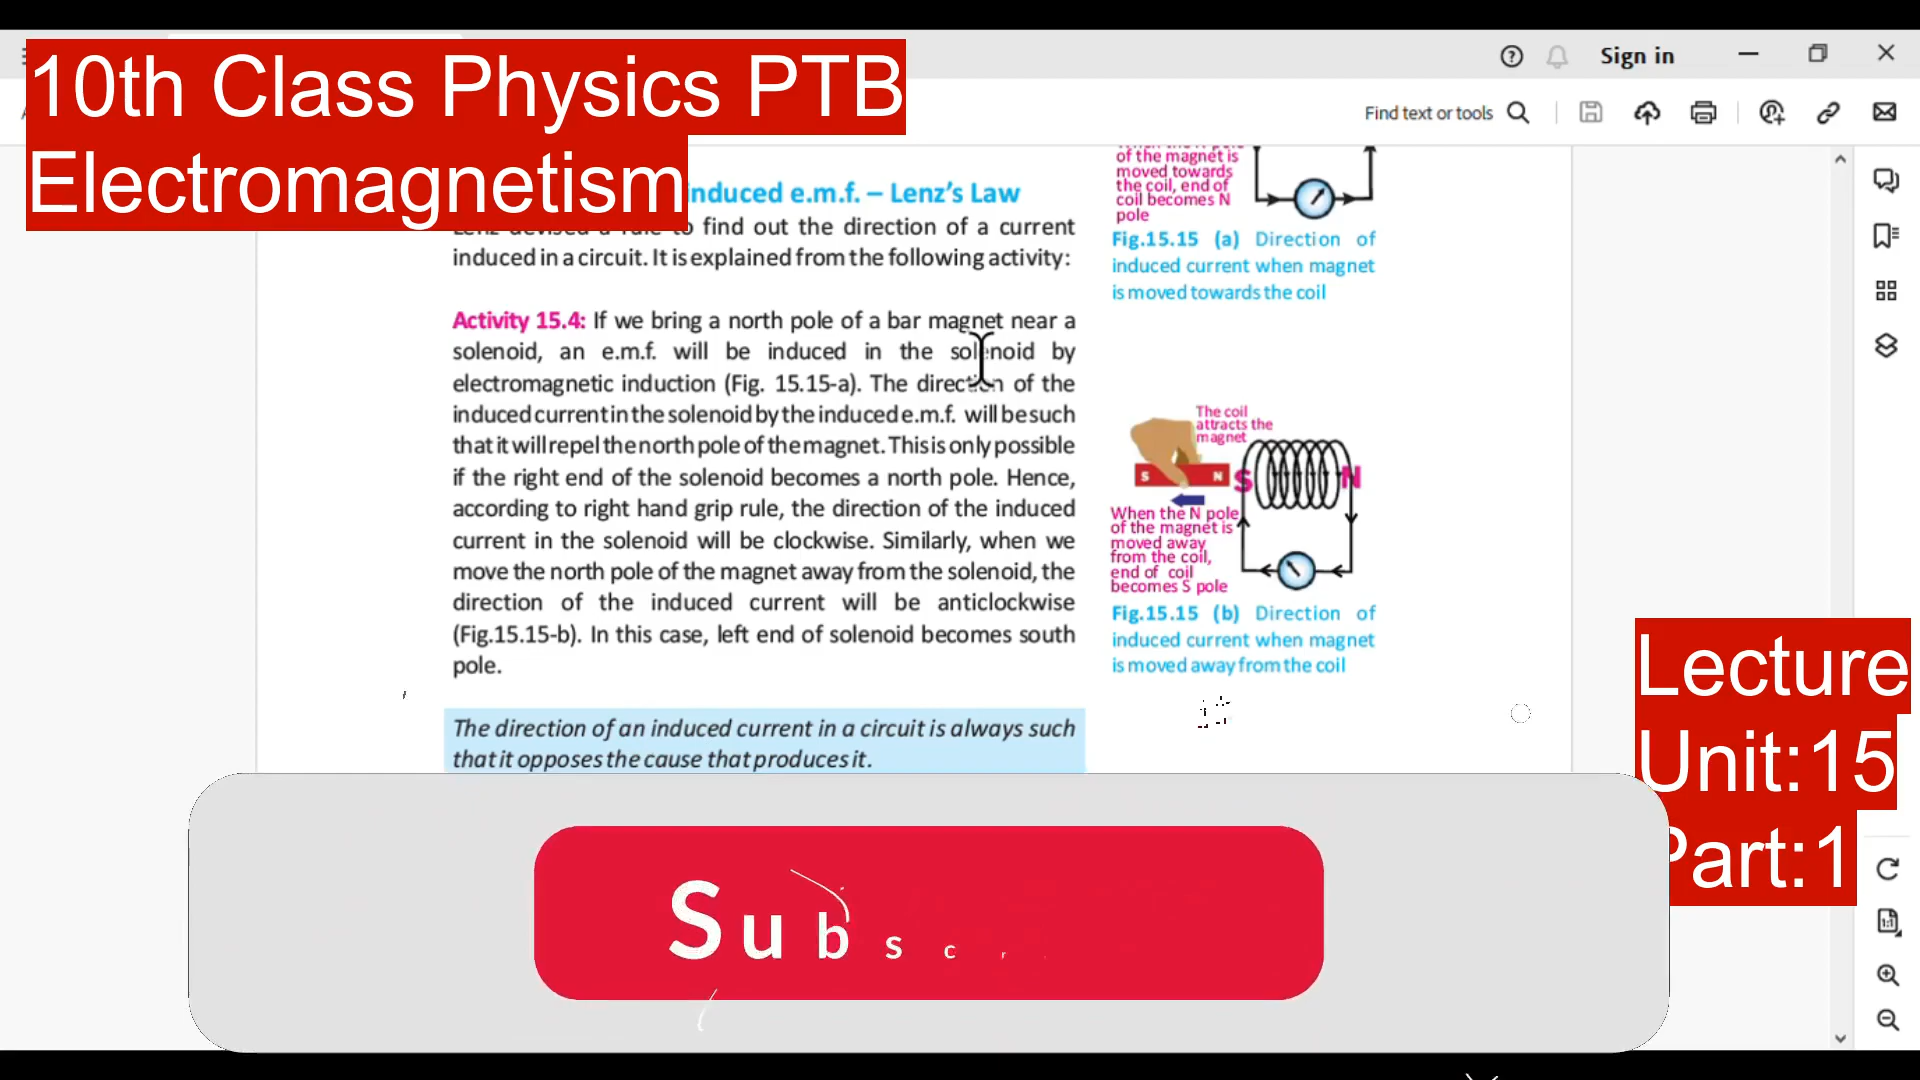 10th Class Physics PTB
Electromagnetism
Sign in
Find text or tools
induced e.m.f. – Lenz's Law
Lenz devised a rule to find out the direction of a current
induced in a circuit. It is explained from the following activity:
Activity 15.4: If we bring a north pole of a bar magnet near a
solenoid, an e.m.f. will be induced in the solenoid by
electromagnetic induction (Fig. 15.15-a). The direction of the
induced current in the solenoid by the induced e.m.f. will be such
that it will repel the north pole of the magnet. This is only possible
if the right end of the solenoid becomes a north pole. Hence,
according to right hand grip rule, the direction of the induced
current in the solenoid will be clockwise. Similarly, when we
move the north pole of the magnet away from the solenoid, the
direction of the induced current will be anticlockwise
(Fig.15.15-b). In this case, left end of solenoid becomes south
pole.
The direction of an induced current in a circuit is always such
that it opposes the cause that produces it.
of the magnet is
moved towards
the coil, end of
coil becomes N
pole
Fig.15.15 (a) Direction of
induced current when magnet
is moved towards the coil
The coil
attracts the
magnet
S N
S N
When the N pole
of the magnet is
moved away
from the coil,
end of coil
becomes S pole
Fig.15.15 (b) Direction of
induced current when magnet
is moved away from the coil
Lecture
Unit:15
Part:1
Subsc
1:1